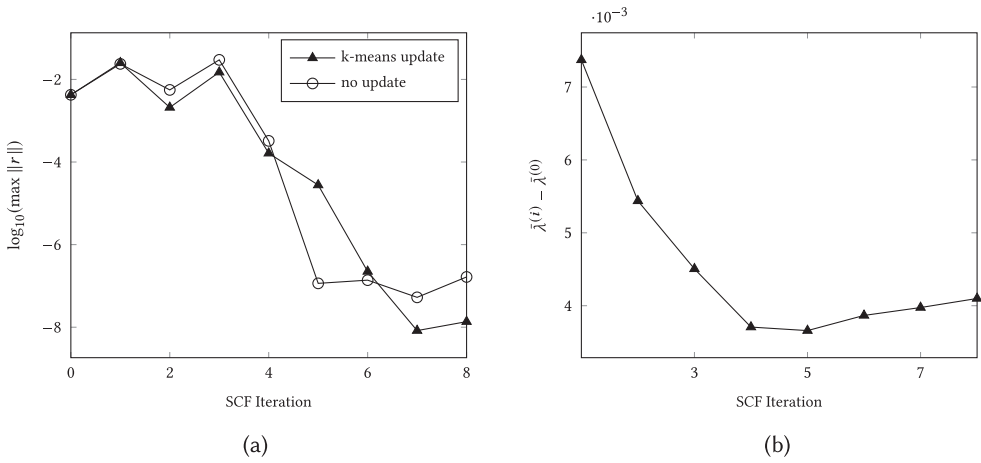 k-means update
no update
−2
−4
−6
−8
0 2 4 6 8
log₁₀(max ‖r‖)
SCF Iteration
(a)
·10⁻³
7
6
5
4
3 5 7
λ̄⁽ⁱ⁾ − λ̄⁽⁰⁾
SCF Iteration
(b)